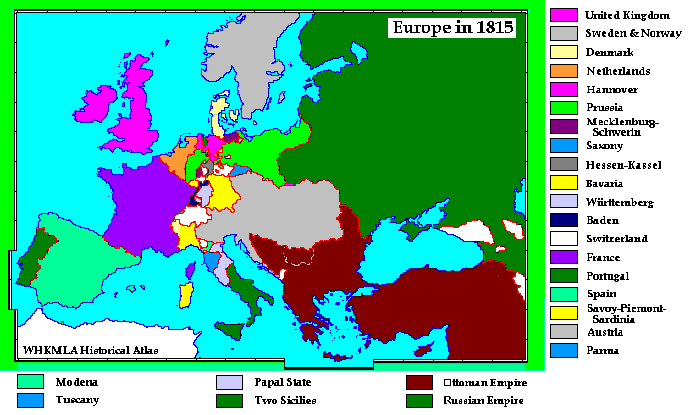 Europe in 1815
United Kingdom
Sweden & Norway
Denmark
Netherlands
Hannover
Prussia
Mecklenburg-
Schwerin
Saxony
Hessen-Kassel
Bavaria
Württemberg
Baden
Switzerland
France
Portugal
Spain
Savoy-Piemont-
Sardinia
Austria
Parma
WHKMLA Historical Atlas
Modena
Papal State
Ottoman Empire
Tuscany
Two Sicilies
Russian Empire